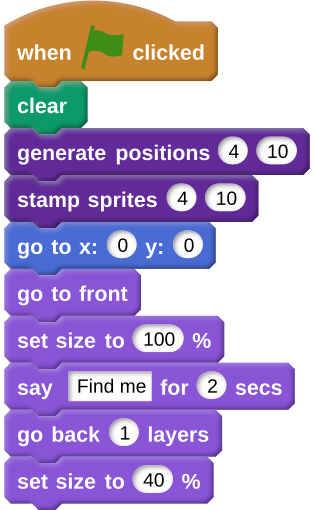 when clicked
clear
generate positions 4 10
stamp sprites 4 10
go to x: 0 y: 0
go to front
set size to 100 %
say Find me for 2 secs
go back 1 layers
set size to 40 %